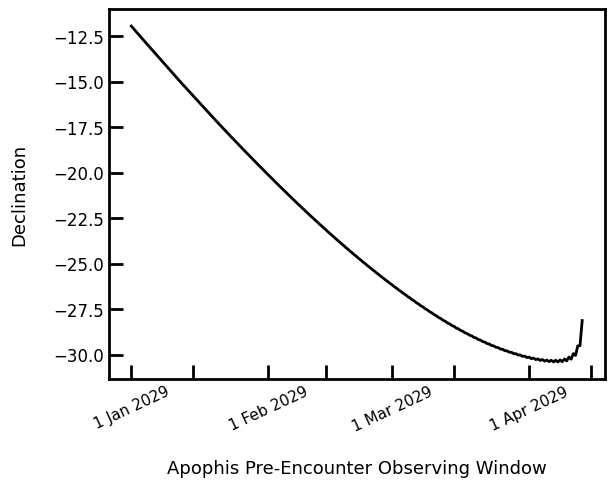 Declination
−12.5
−15.0
−17.5
−20.0
−22.5
−25.0
−27.5
−30.0
1 Jan 2029
1 Feb 2029
1 Mar 2029
1 Apr 2029
Apophis Pre-Encounter Observing Window